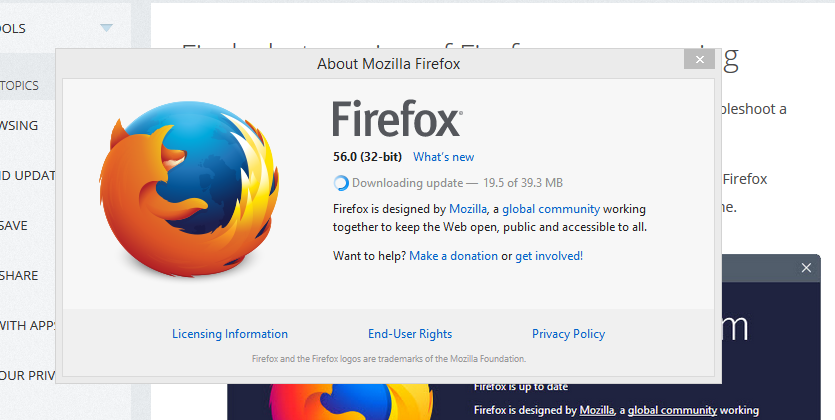 OOLS
About Mozilla Firefox
g
TOPICS
Firefox®
bleshoot a
WSING
56.0 (32-bit) What's new
ND UPDAT
Downloading update — 19.5 of 39.3 MB
Firefox
Firefox is designed by Mozilla, a global community working
ne.
SAVE
together to keep the Web open, public and accessible to all.
Want to help? Make a donation or get involved!
SHARE
WITH APP
m
Licensing Information End-User Rights Privacy Policy
Firefox and the Firefox logos are trademarks of the Mozilla Foundation.
OUR PRIV
Firefox is up to date
Firefox is designed by Mozilla, a global community working